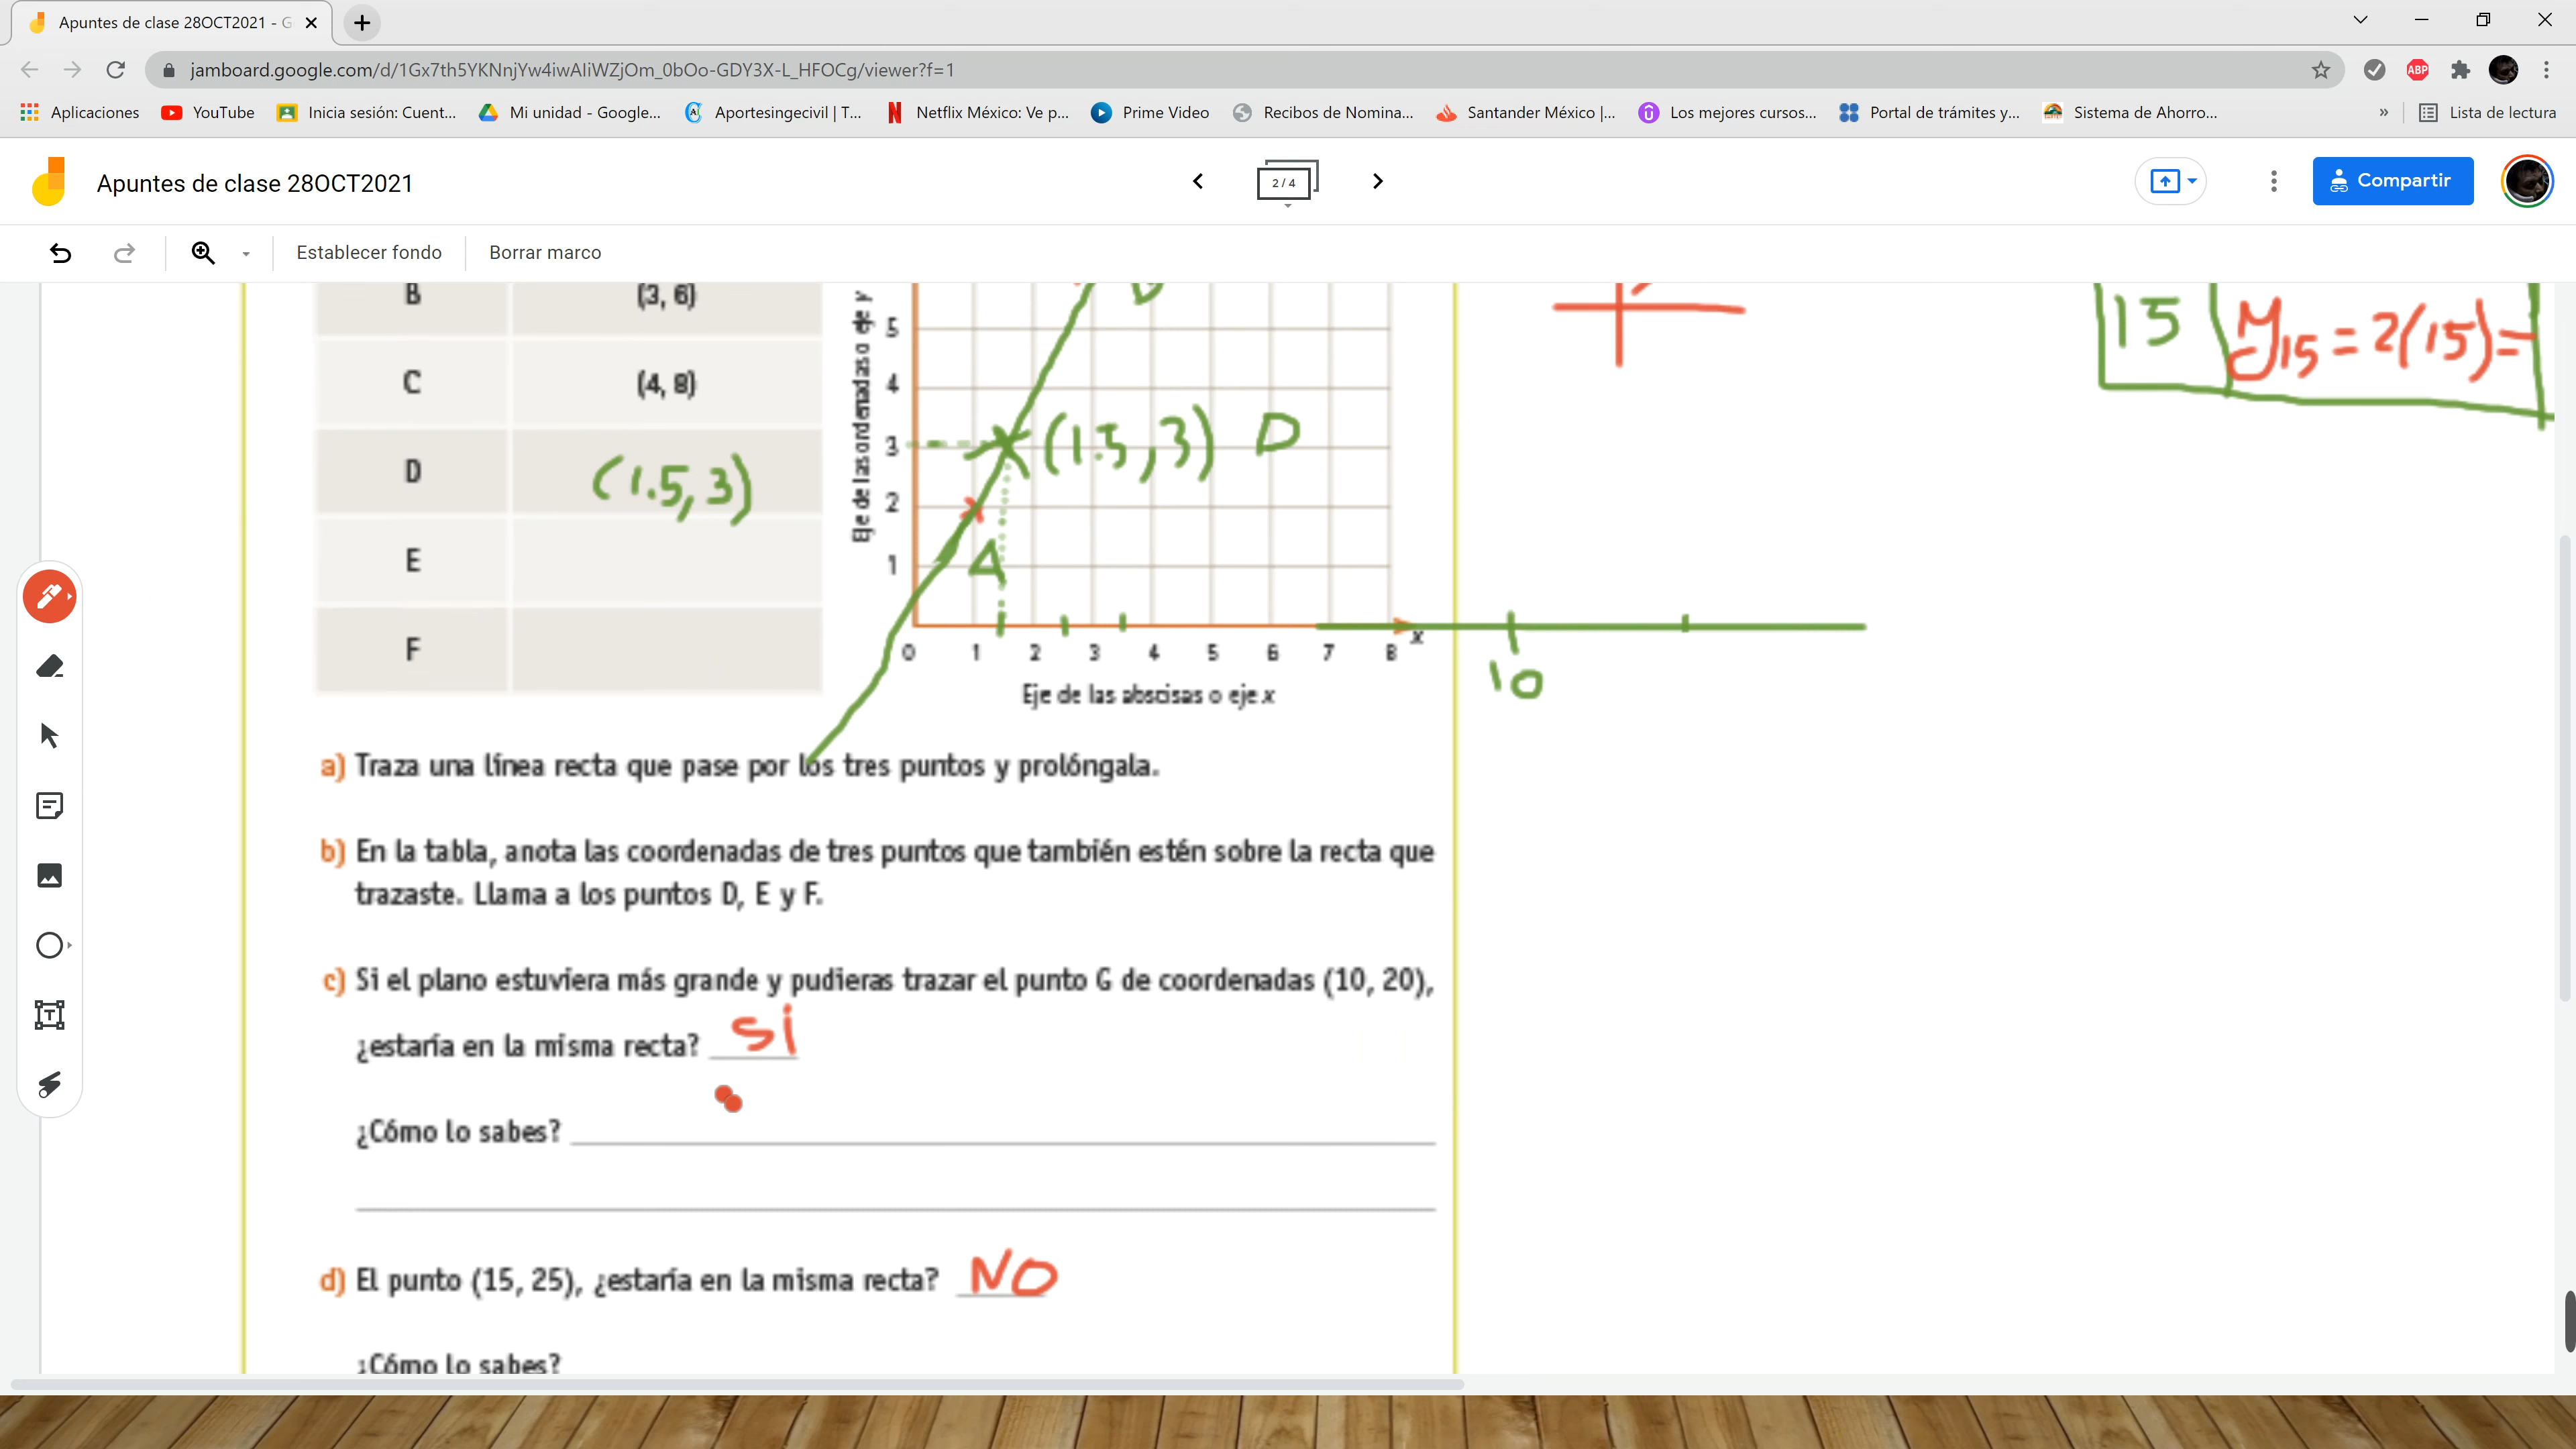 Apuntes de clase 28OCT2021 - G
jamboard.google.com/d/1Gx7th5YKNnjYw4iwAIiWZjOm_0bOo-GDY3X-L_HFOCg/viewer?f=1
ABP
Aplicaciones
YouTube
Inicia sesión: Cuent...
Mi unidad - Google...
Aportesingecivil | T...
Netflix México: Ve p...
Prime Video
Recibos de Nomina...
Santander México |...
Los mejores cursos...
Portal de trámites y...
Sistema de Ahorro...
»
Lista de lectura
Apuntes de clase 28OCT2021
2 / 4
Compartir
Establecer fondo
Borrar marco
B (3, 6)
C (4, 8)
D (1.5, 3)
E
F
Eje de las ordenadas o eje y
5
4
3
2
1
(1.5, 3) D
A
0 1 2 3 4 5 6 7 8 x
10
Eje de las abscisas o eje x
15 y15 = 2(15)=
a) Traza una línea recta que pase por los tres puntos y prolóngala.
b) En la tabla, anota las coordenadas de tres puntos que también estén sobre la recta que
trazaste. Llama a los puntos D, E y F.
c) Si el plano estuviera más grande y pudieras trazar el punto G de coordenadas (10, 20),
¿estaría en la misma recta? Si
¿Cómo lo sabes?
d) El punto (15, 25), ¿estaría en la misma recta? NO
¿Cómo lo sabes?